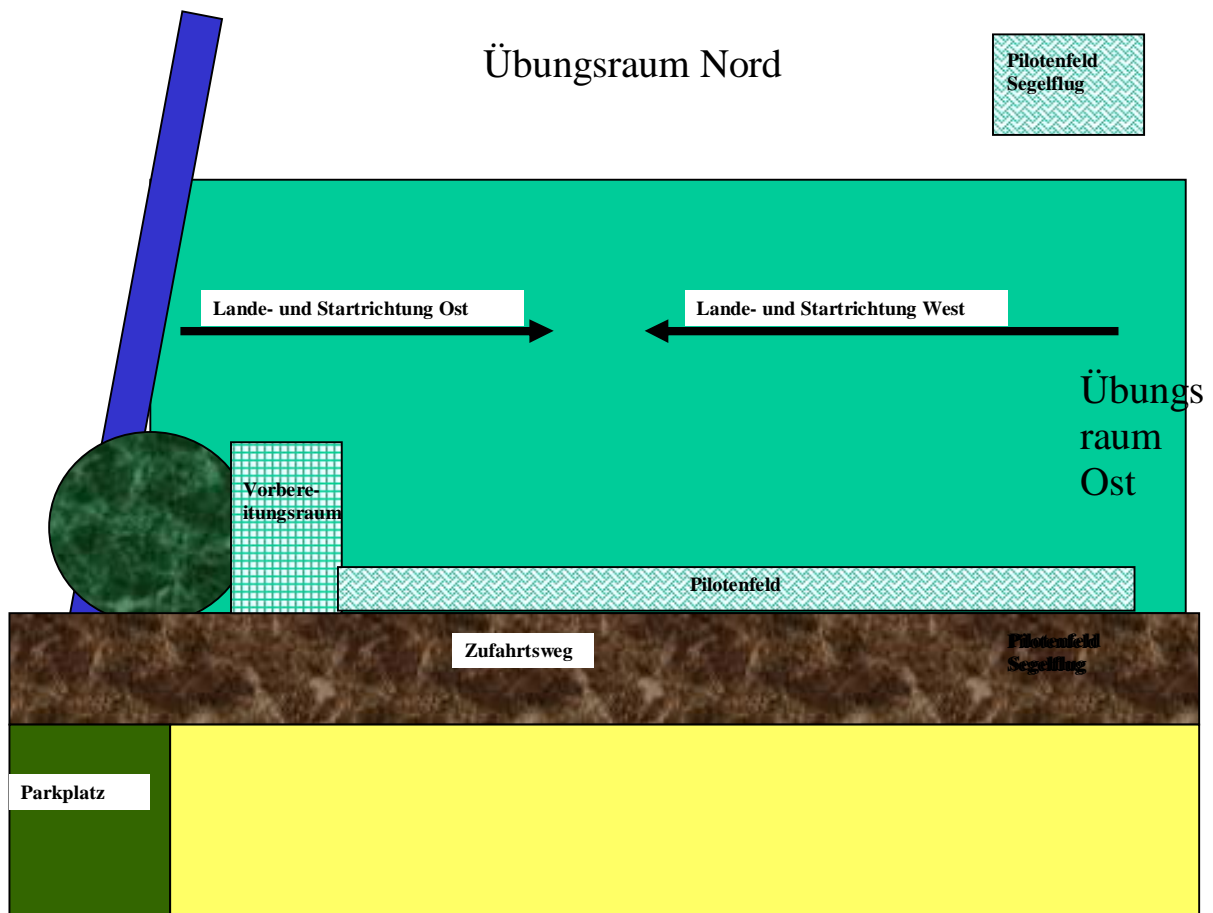 Übungsraum Nord
Pilotenfeld
Segelflug
Lande- und Startrichtung Ost
Lande- und Startrichtung West
Übungs
raum
Ost
Vorbere-
itungsraum
Pilotenfeld
Zufahrtsweg
Pilotenfeld
Segelflug
Parkplatz